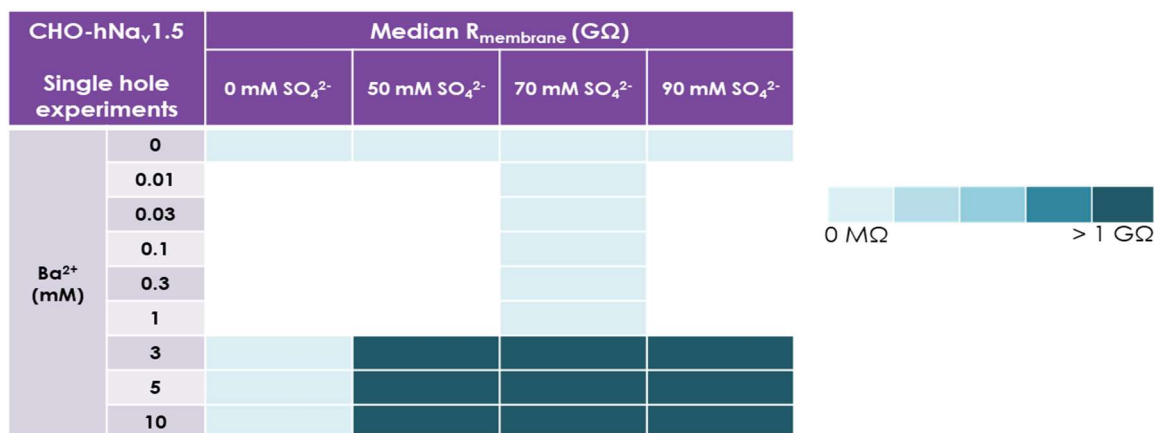 CHO-hNaᵥ1.5
Single hole
experiments
Median Rₘₑₘbᵣₐₙₑ (GΩ)
0 mM SO₄²⁻
50 mM SO₄²⁻
70 mM SO₄²⁻
90 mM SO₄²⁻
Ba²⁺
(mM)
0
0.01
0.03
0.1
0.3
1
3
5
10
0 MΩ
> 1 GΩ